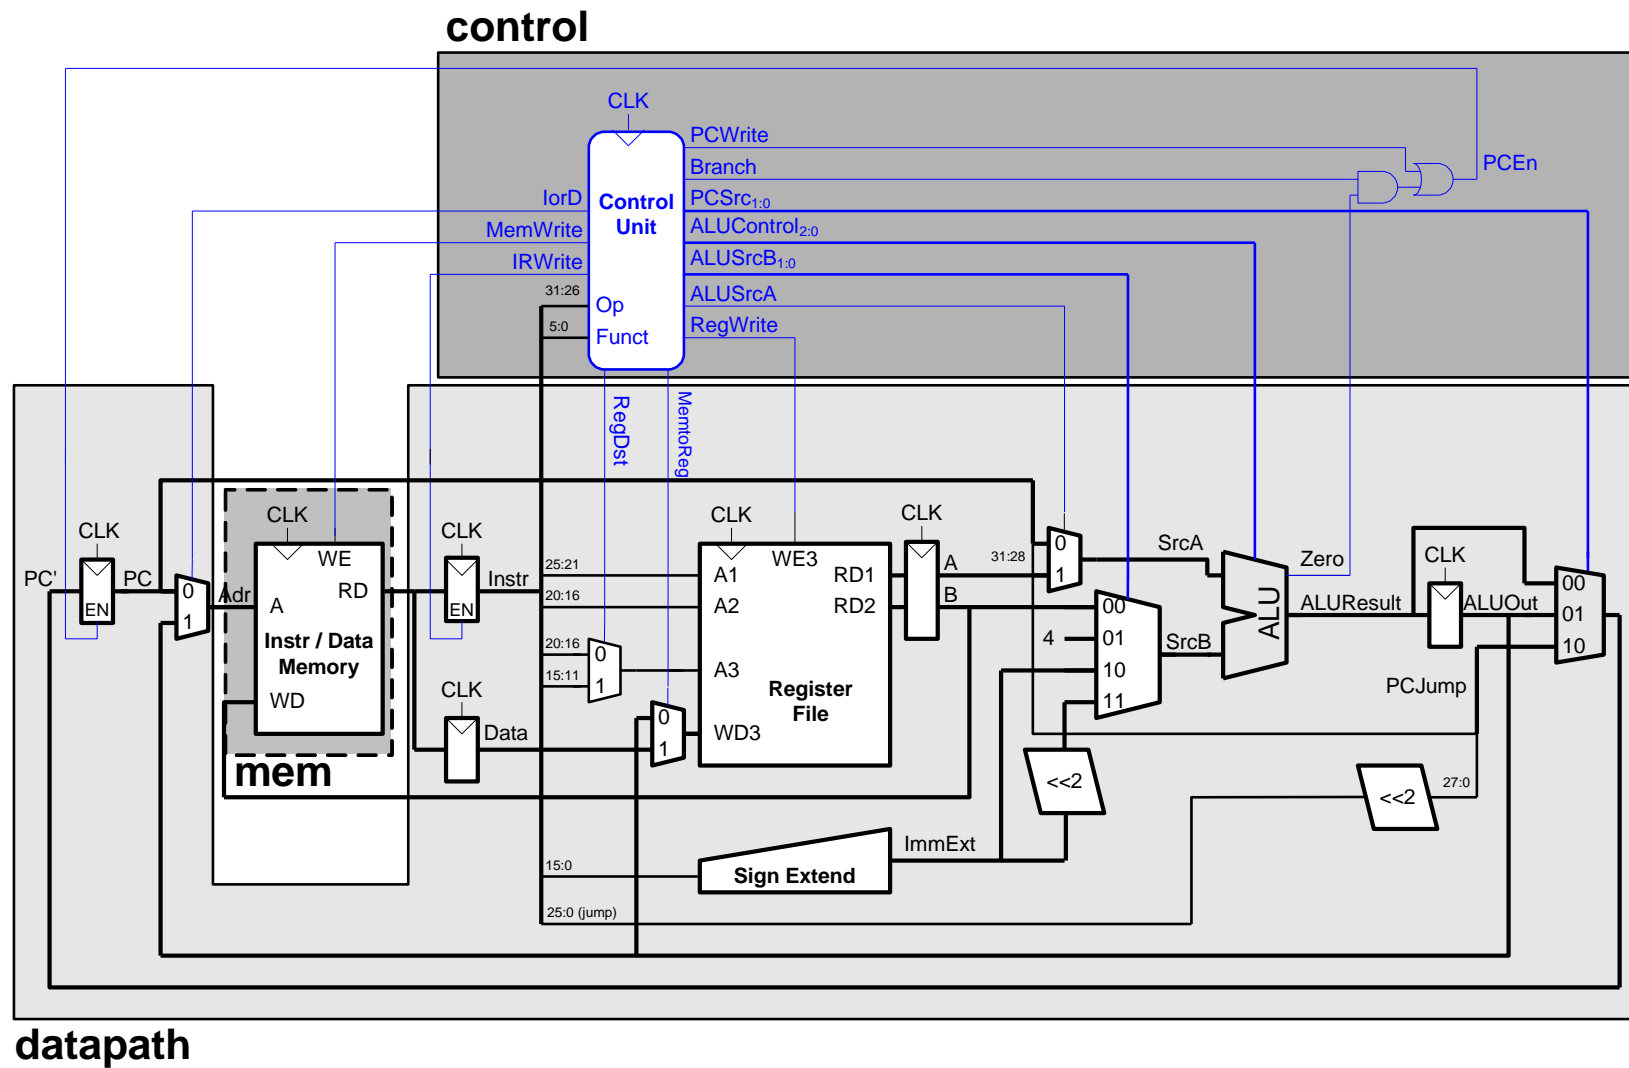 control
CLK
PCWrite
Branch
PCEn
IorD
Control
Unit
PCSrc1:0
MemWrite
ALUControl2:0
IRWrite
ALUSrcB1:0
31:26
Op
ALUSrcA
5:0
Funct
RegWrite
RegDst
MemtoReg
CLK
CLK
CLK
CLK
CLK
PC'
PC
EN
0
1
Adr
WE
RD
A
Instr / Data
Memory
WD
mem
EN
Instr
25:21
20:16
20:16
15:11
0
1
CLK
Data
0
1
WE3
A1
RD1
A2
RD2
A3
Register
File
WD3
A
B
31:28
0
1
SrcA
00
4
01
10
11
SrcB
ALU
Zero
ALUResult
CLK
ALUOut
00
01
10
PCJump
<<2
<<2
27:0
ImmExt
15:0
Sign Extend
25:0 (jump)
datapath